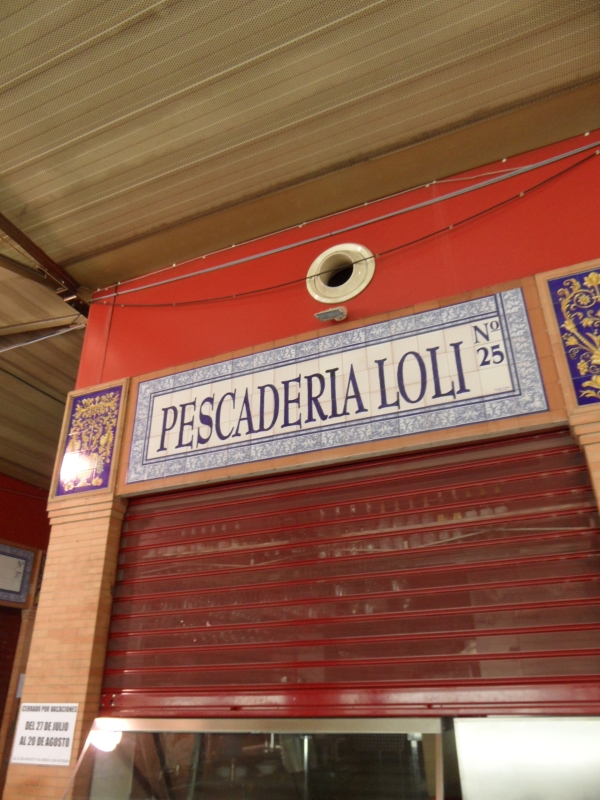 PESCADERIA LOLI
Nº
25
CERRADO POR VACACIONES
DEL 27 DE JULIO
AL 20 DE AGOSTO